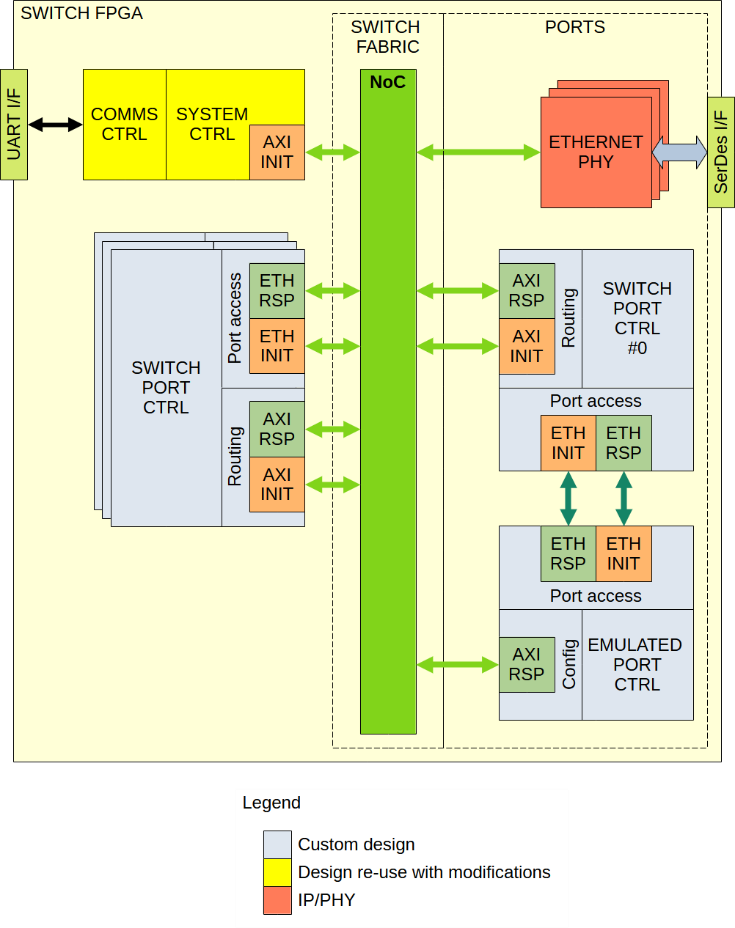 SWITCH FPGA
SWITCH
FABRIC
PORTS
UART I/F
COMMS
CTRL
SYSTEM
CTRL
AXI
INIT
NoC
ETHERNET
PHY
SerDes I/F
SWITCH
PORT
CTRL
Port access
ETH
RSP
ETH
INIT
Routing
AXI
RSP
AXI
INIT
AXI
RSP
AXI
INIT
Routing
SWITCH
PORT
CTRL
#0
Port access
ETH
INIT
ETH
RSP
ETH
RSP
ETH
INIT
Port access
AXI
RSP
Config
EMULATED
PORT
CTRL
Legend
Custom design
Design re-use with modifications
IP/PHY